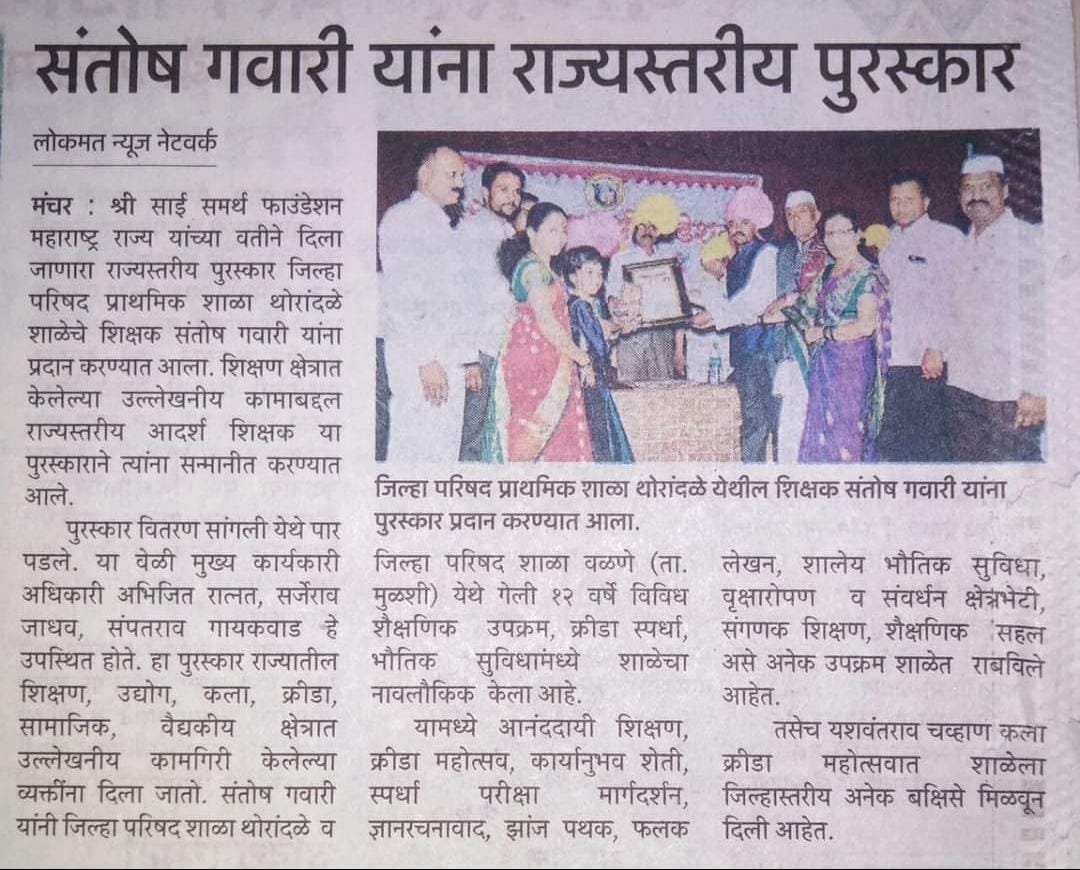 संतोष गवारी यांना राज्यस्तरीय पुरस्कार
लोकमत न्यूज नेटवर्क
मंचर : श्री साई समर्थ फाउंडेशन
महाराष्ट्र राज्य यांच्या वतीने दिला
जाणारा राज्यस्तरीय पुरस्कार जिल्हा
परिषद प्राथमिक शाळा थोरांदळे
शाळेचे शिक्षक संतोष गवारी यांना
प्रदान करण्यात आला. शिक्षण क्षेत्रात
केलेल्या उल्लेखनीय कामाबद्दल
राज्यस्तरीय आदर्श शिक्षक या
पुरस्काराने त्यांना सन्मानीत करण्यात
आले.
पुरस्कार वितरण सांगली येथे पार
पडले. या वेळी मुख्य कार्यकारी
अधिकारी अभिजित राऊत, सर्जेराव
जाधव, संपतराव गायकवाड हे
उपस्थित होते. हा पुरस्कार राज्यातील
शिक्षण, उद्योग, कला, क्रीडा,
सामाजिक, वैद्यकीय क्षेत्रात
उल्लेखनीय कामगिरी केलेल्या
व्यक्तींना दिला जातो. संतोष गवारी
यांनी जिल्हा परिषद शाळा थोरांदळे व
जिल्हा परिषद प्राथमिक शाळा थोरांदळे येथील शिक्षक संतोष गवारी यांना
पुरस्कार प्रदान करण्यात आला.
जिल्हा परिषद शाळा वळणे (ता.
मुळशी) येथे गेली १२ वर्षे विविध
शैक्षणिक उपक्रम, क्रीडा स्पर्धा,
भौतिक सुविधामंध्ये शाळेचा
नावलौकिक केला आहे.
यामध्ये आनंददायी शिक्षण,
क्रीडा महोत्सव, कार्यानुभव शेती,
स्पर्धा परीक्षा मार्गदर्शन,
ज्ञानरचनावाद, झांज पथक, फलक
लेखन, शालेय भौतिक सुविधा,
वृक्षारोपण व संवर्धन क्षेत्रभेटी,
संगणक शिक्षण, शैक्षणिक सहल
असे अनेक उपक्रम शाळेत राबविले
आहेत.
तसेच यशवंतराव चव्हाण कला
क्रीडा महोत्सवात शाळेला
जिल्हास्तरीय अनेक बक्षिसे मिळवून
दिली आहेत.